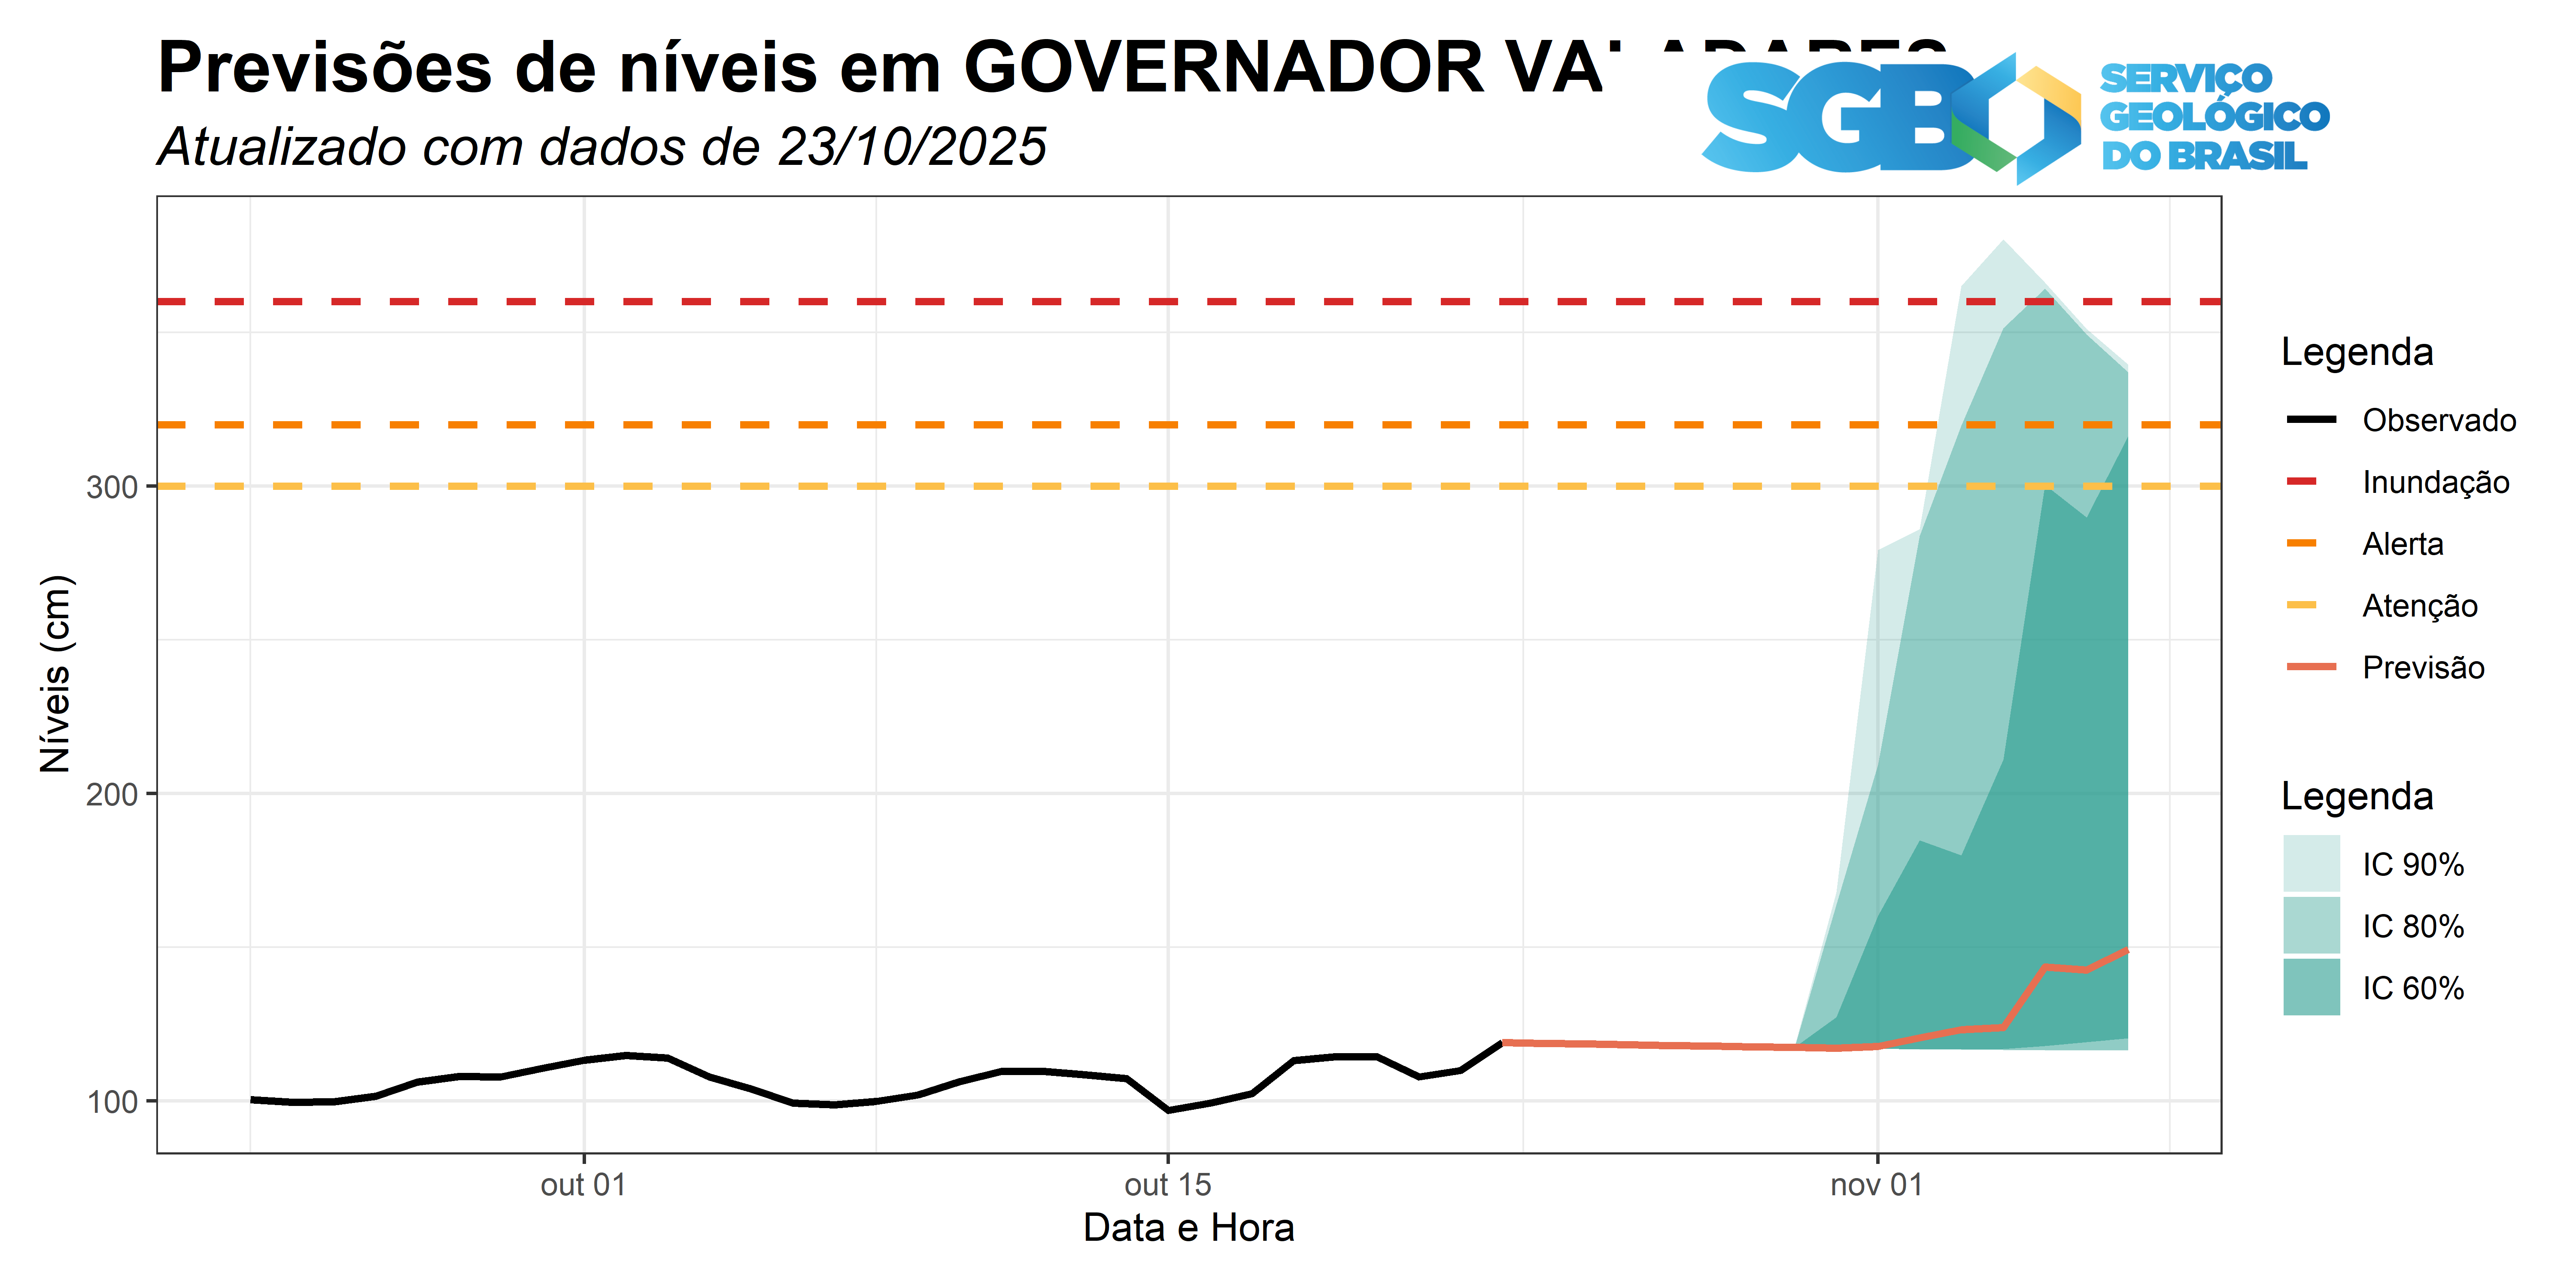 Previsões de níveis em GOVERNADOR
Atualizado com dados de 23/10/2025
SGB
SERVIÇO
GEOLÓGICO
DO BRASIL
Níveis (cm)
300
200
100
out 01
out 15
nov 01
Data e Hora
Legenda
Observado
Inundação
Alerta
Atenção
Previsão
Legenda
IC 90%
IC 80%
IC 60%